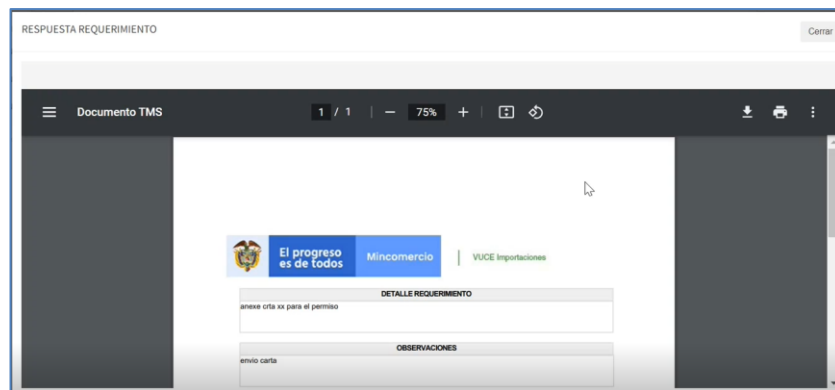 RESPUESTA REQUERIMIENTO
Cerrar
Documento TMS
1 / 1
75%
El progreso
es de todos
Mincomercio
VUCE Importaciones
DETALLE REQUERIMIENTO
anexe crta xx para el permiso
OBSERVACIONES
envio carta